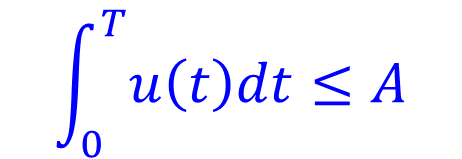 ∫₀ᵀ u(t)dt ≤ A